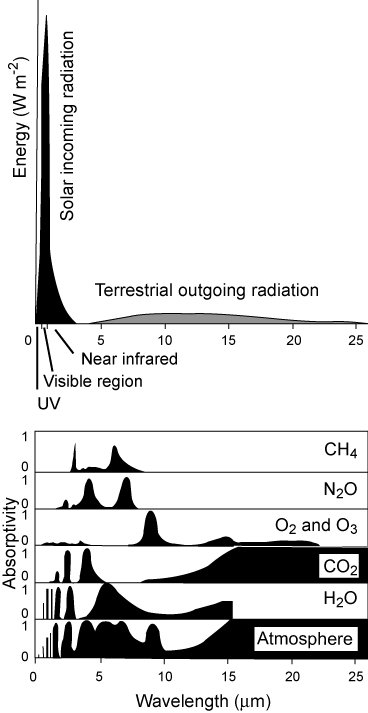 Energy (W m-2)
Solar incoming radiation
Terrestrial outgoing radiation
0 5 10 15 20 25
Near infrared
Visible region
UV
Absorptivity
1
0
CH4
1
0
N2O
1
0
O2 and O3
1
0
CO2
1
0
H2O
1
0
Atmosphere
0 5 10 15 20 25
Wavelength (μm)